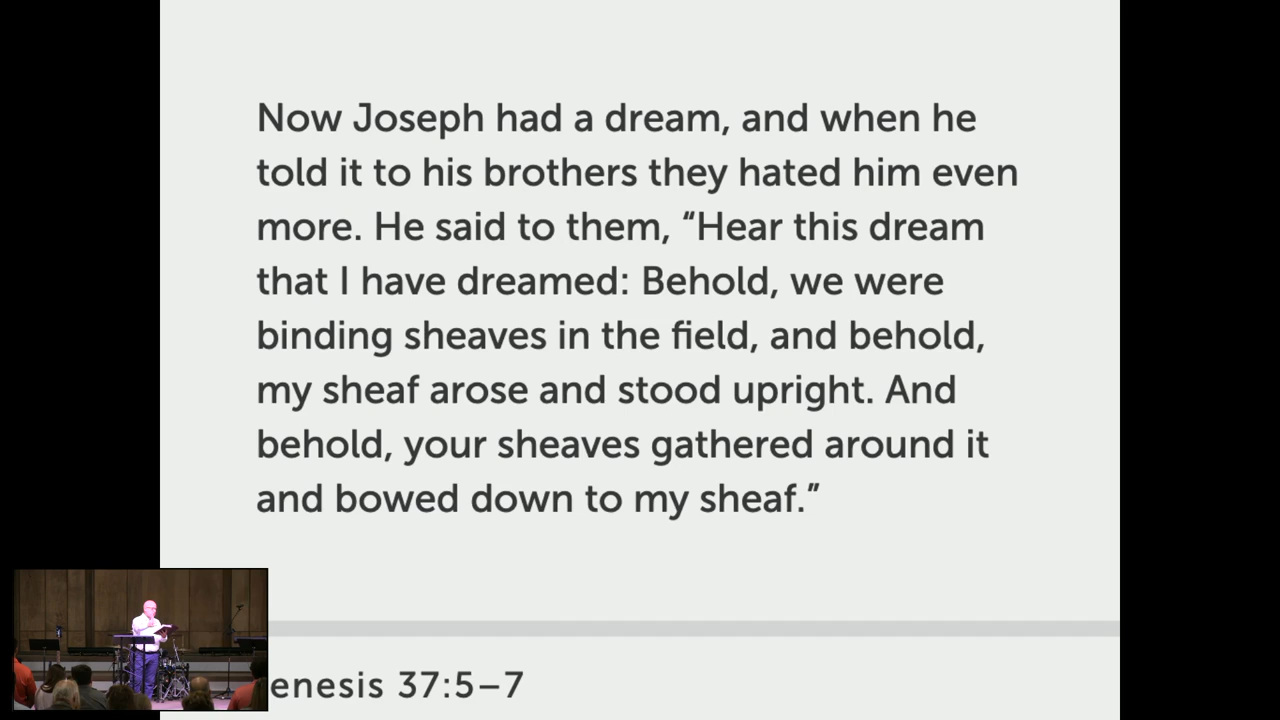 Now Joseph had a dream, and when he
told it to his brothers they hated him even
more. He said to them, “Hear this dream
that I have dreamed: Behold, we were
binding sheaves in the field, and behold,
my sheaf arose and stood upright. And
behold, your sheaves gathered around it
and bowed down to my sheaf.”
enesis 37:5–7